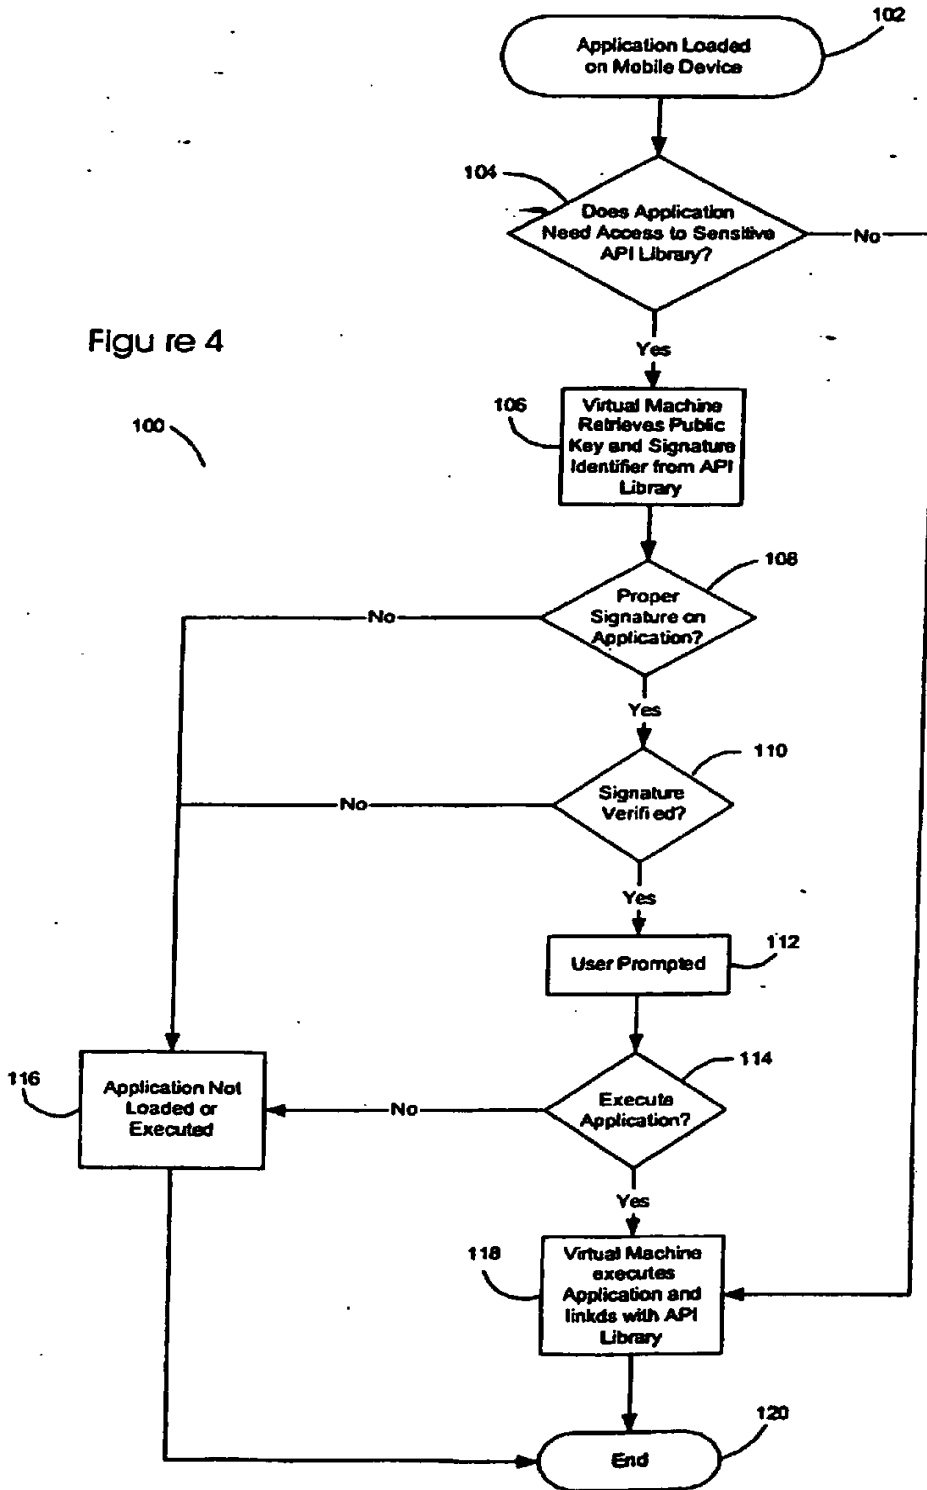 102
Application Loaded
on Mobile Device
104
Does Application
Need Access to Sensitive
API Library?
No
Figu re 4
Yes
100
106
Virtual Machine
Retrieves Public
Key and Signature
Identifier from API
Library
108
Proper
Signature on
Application?
No
Yes
110
Signature
Verified?
No
Yes
112
User Prompted
114
Execute
Application?
No
116
Application Not
Loaded or
Executed
Yes
118
Virtual Machine
executes
Application and
linkds with API
Library
120
End